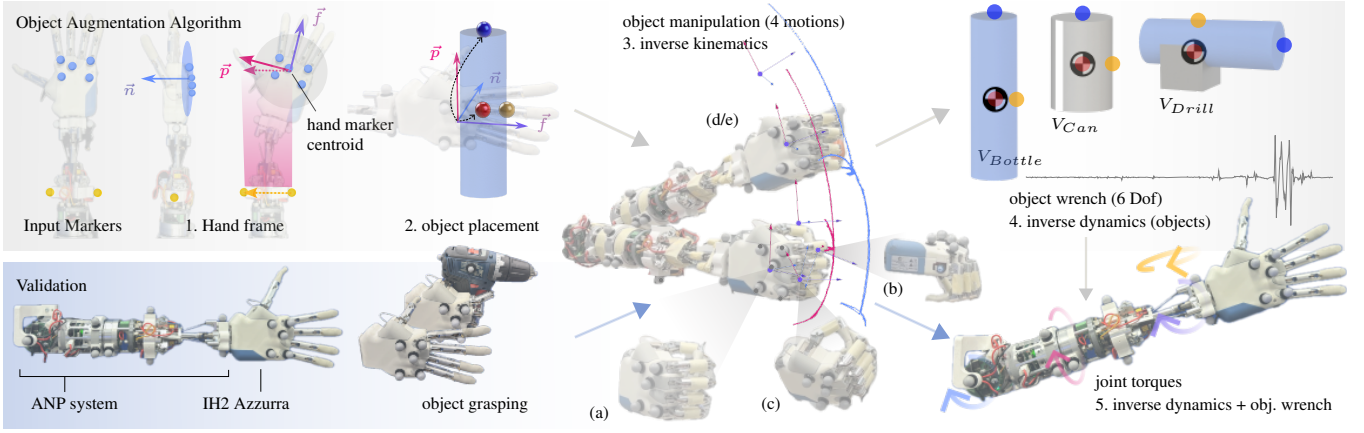 Object Augmentation Algorithm
n⃗
p⃗
f⃗
hand marker
centroid
Input Markers
1. Hand frame
p⃗
n⃗
f⃗
2. object placement
object manipulation (4 motions)
3. inverse kinematics
(d/e)
(b)
(a)
(c)
V_Bottle
V_Can
V_Drill
object wrench (6 Dof)
4. inverse dynamics (objects)
Validation
ANP system
IH2 Azzurra
object grasping
joint torques
5. inverse dynamics + obj. wrench